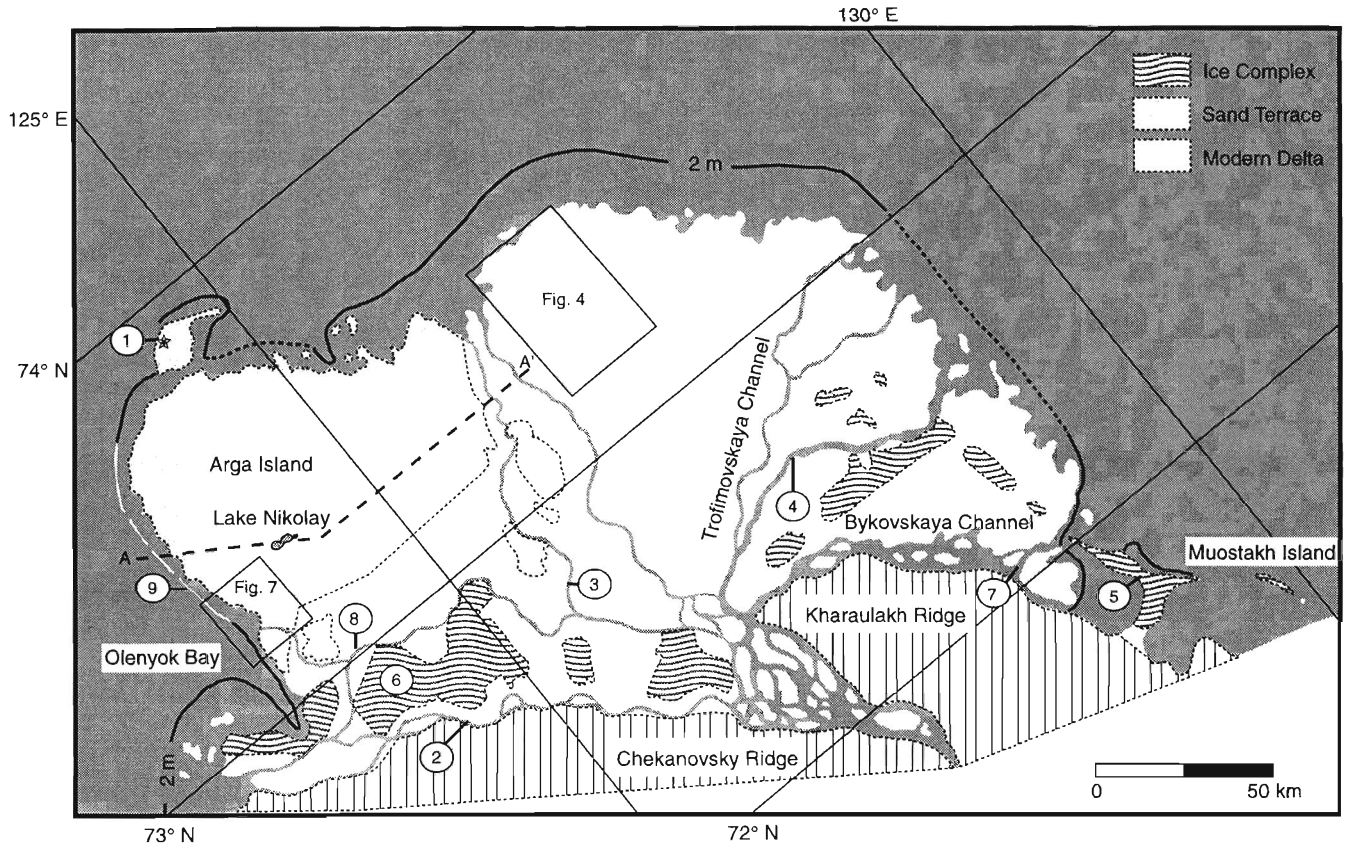 130° E
Ice Complex
Sand Terrace
Modern Delta
125° E
2 m
Fig. 4
1
74° N
A'
Trofimovskaya Channel
Arga Island
Lake Nikolay
4
Bykovskaya Channel
A
Muostakh Island
9
Fig. 7
3
7
5
8
Kharaulakh Ridge
Olenyok Bay
6
2
Chekanovsky Ridge
2 m
0
50 km
73° N
72° N